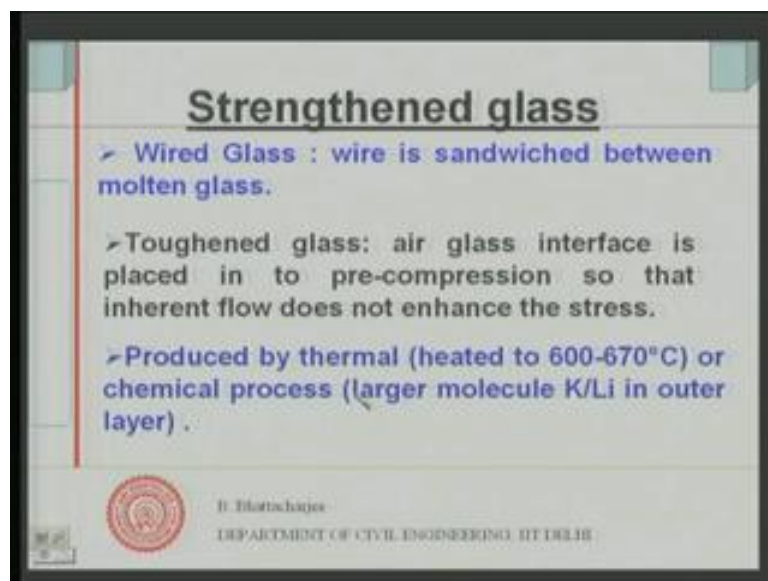 Strengthened glass
➢ Wired Glass : wire is sandwiched between
molten glass.
➢Toughened glass: air glass interface is
placed in to pre-compression so that
inherent flow does not enhance the stress.
➢Produced by thermal (heated to 600-670°C) or
chemical process (larger molecule K/Li in outer
layer) .
B. Bhattacharjee
DEPARTMENT OF CIVIL ENGINEERING, IIT DELHI